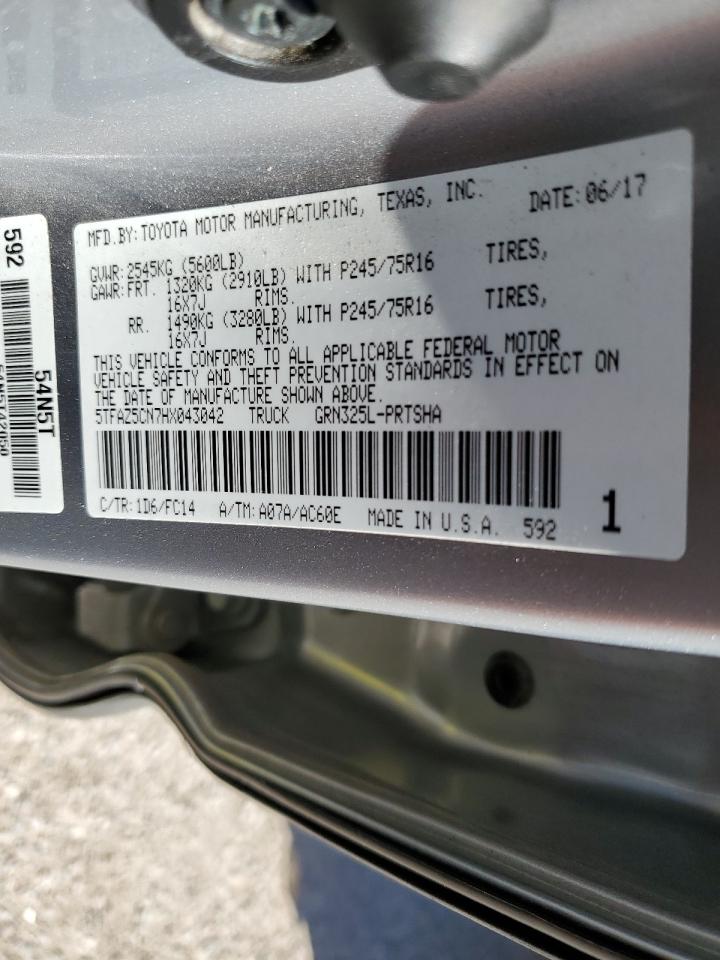 MFD.BY:TOYOTA MOTOR MANUFACTURING, TEXAS, INC. DATE:06/17
GVWR:2545KG (5600LB)
GAWR:FRT. 1320KG (2910LB) WITH P245/75R16 TIRES,
16X7J RIMS.
RR. 1490KG (3280LB) WITH P245/75R16 TIRES,
16X7J RIMS.
THIS VEHICLE CONFORMS TO ALL APPLICABLE FEDERAL MOTOR
VEHICLE SAFETY AND THEFT PREVENTION STANDARDS IN EFFECT ON
THE DATE OF MANUFACTURE SHOWN ABOVE.
5TFAZ5CN7HX043042 TRUCK GRN325L-PRTSHA
C/TR:1D6/FC14 A/TM:A07A/AC60E MADE IN U.S.A. 592 1
592
54N5T